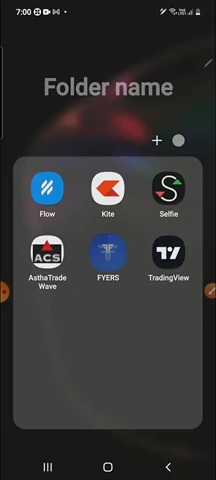 7:00
Folder name
Flow
Kite
Selfie
ACS
AsthaTrade
Wave
FYERS
TradingView